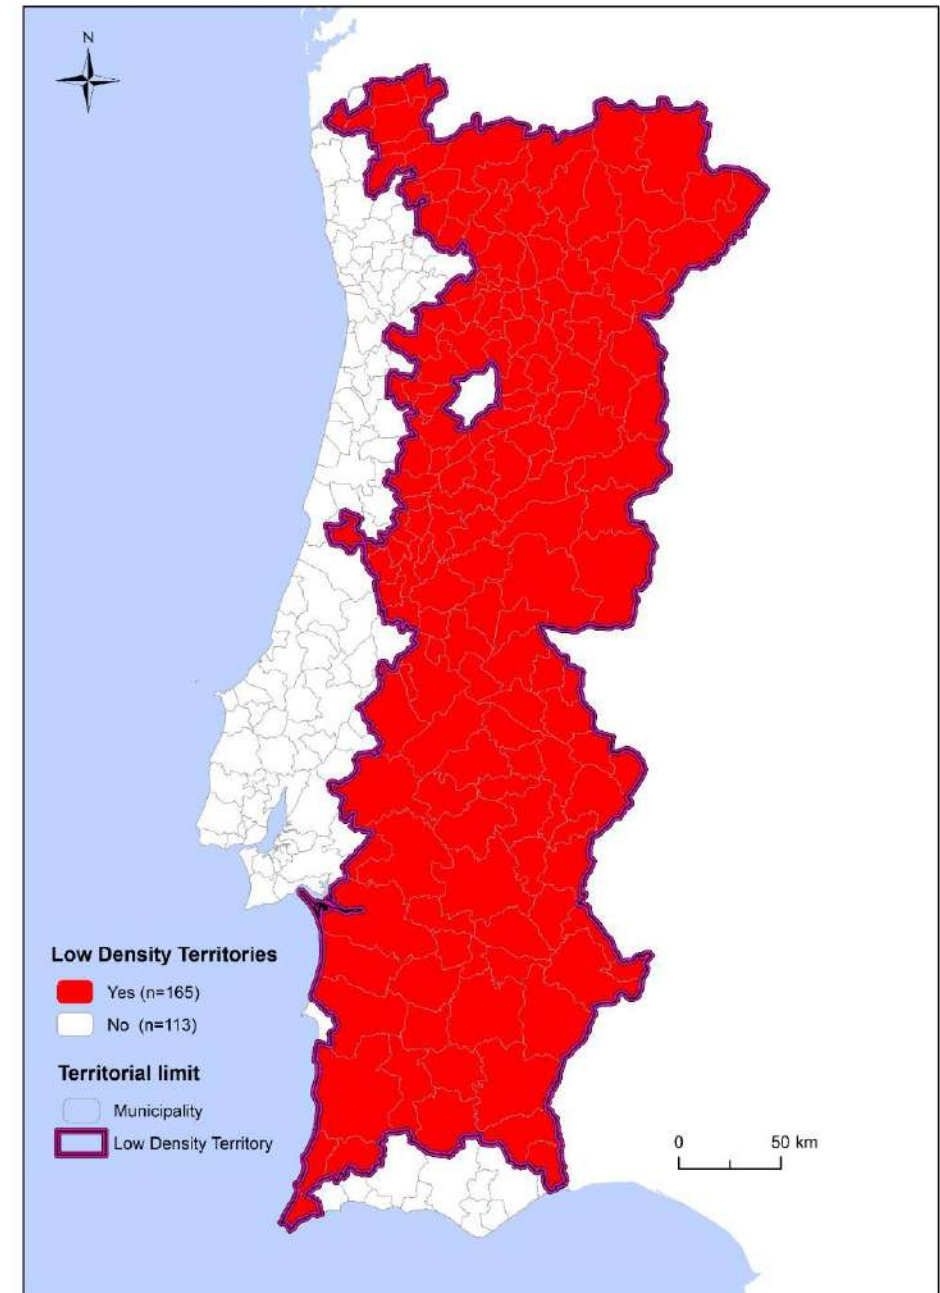 N
Low Density Territories
Yes (n=165)
No (n=113)
Territorial limit
Municipality
Low Density Territory
0 50 km